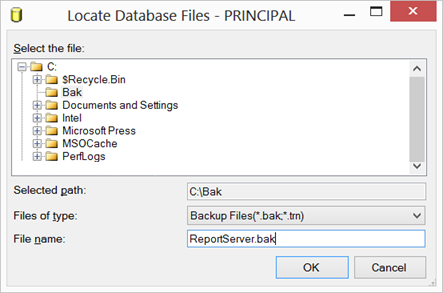 Locate Database Files - PRINCIPAL
Select the file:
C:
$Recycle.Bin
Bak
Documents and Settings
Intel
Microsoft Press
MSOCache
PerfLogs
Selected path:
C:\Bak
Files of type:
Backup Files(*.bak;*.trn)
File name:
ReportServer.bak
OK
Cancel